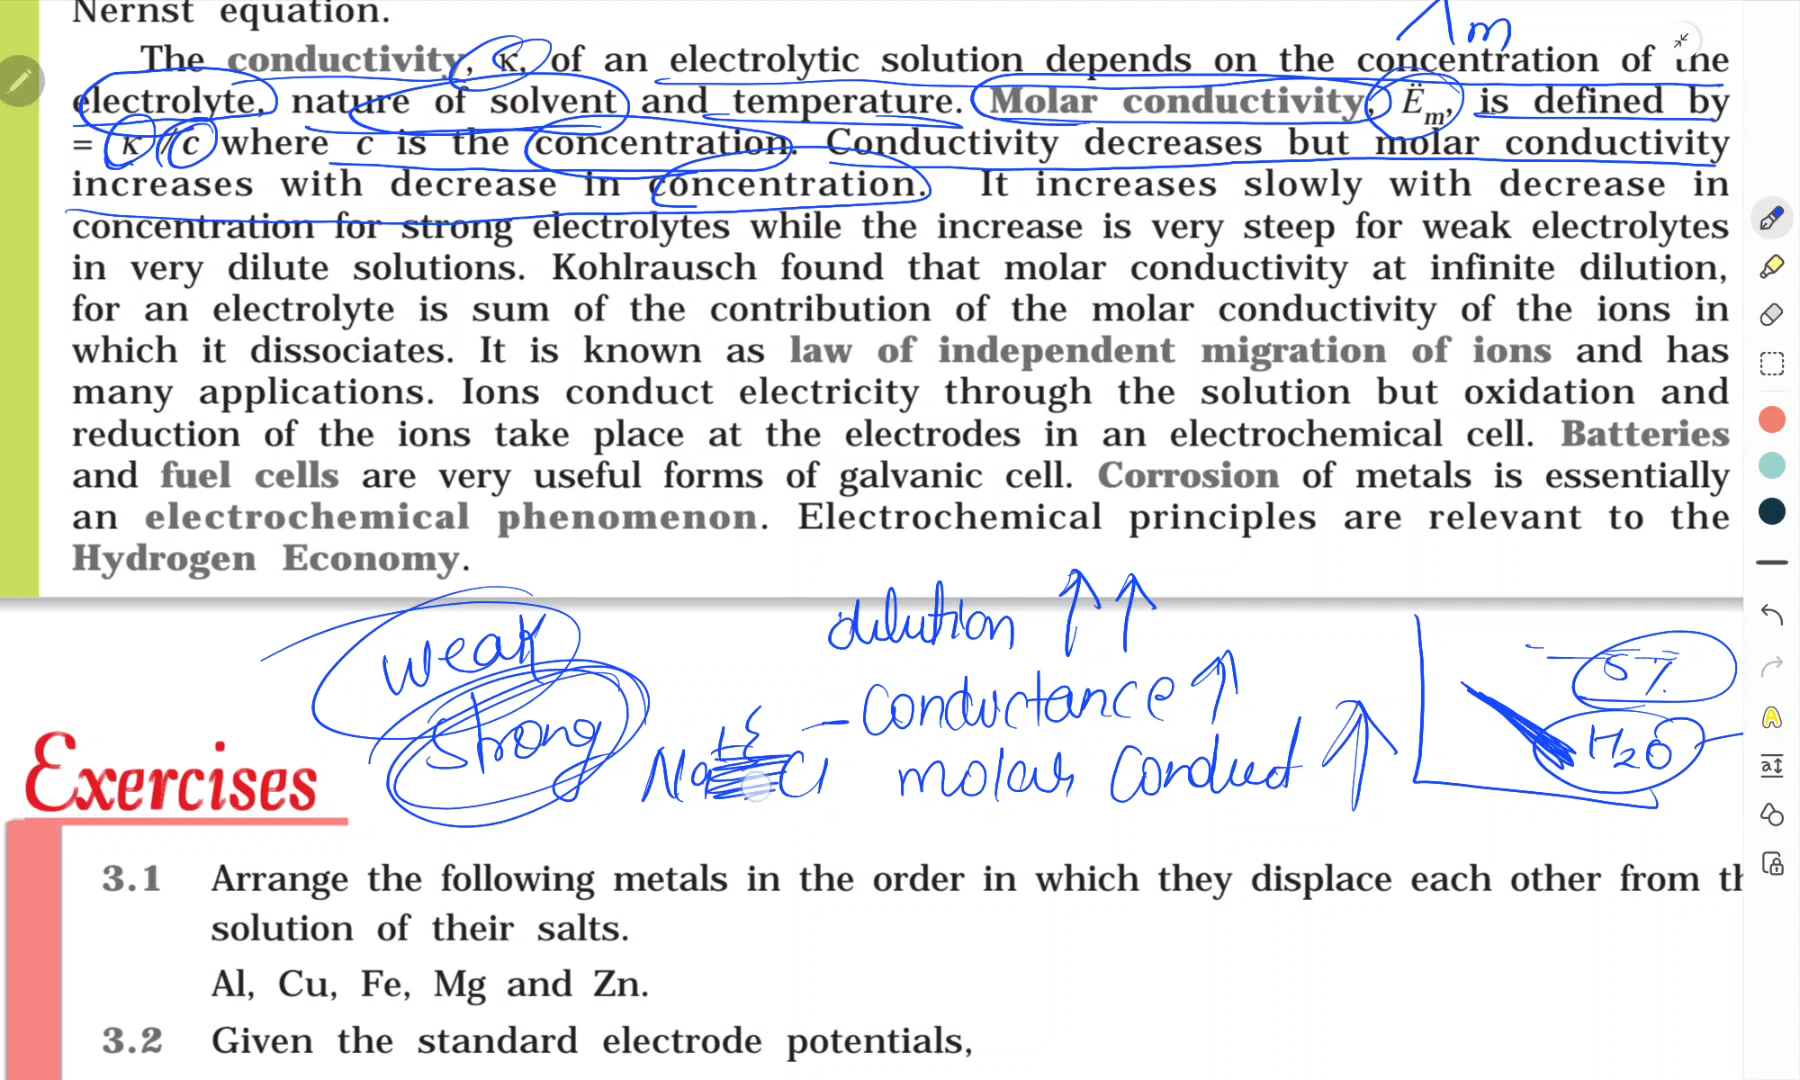 Nernst equation.
Λm
The conductivity, κ, of an electrolytic solution depends on the concentration of the
electrolyte, nature of solvent and temperature. Molar conductivity, Ëm, is defined by
= κ/c where c is the concentration. Conductivity decreases but molar conductivity
increases with decrease in concentration. It increases slowly with decrease in
concentration for strong electrolytes while the increase is very steep for weak electrolytes
in very dilute solutions. Kohlrausch found that molar conductivity at infinite dilution,
for an electrolyte is sum of the contribution of the molar conductivity of the ions in
which it dissociates. It is known as law of independent migration of ions and has
many applications. Ions conduct electricity through the solution but oxidation and
reduction of the ions take place at the electrodes in an electrochemical cell. Batteries
and fuel cells are very useful forms of galvanic cell. Corrosion of metals is essentially
an electrochemical phenomenon. Electrochemical principles are relevant to the
Hydrogen Economy.
weak
dilution ↑ ↑
strong
- Conductance ↑
5%
Na Cl
molar Conduct ↑
H2O
Exercises
3.1 Arrange the following metals in the order in which they displace each other from th
solution of their salts.
Al, Cu, Fe, Mg and Zn.
3.2 Given the standard electrode potentials,